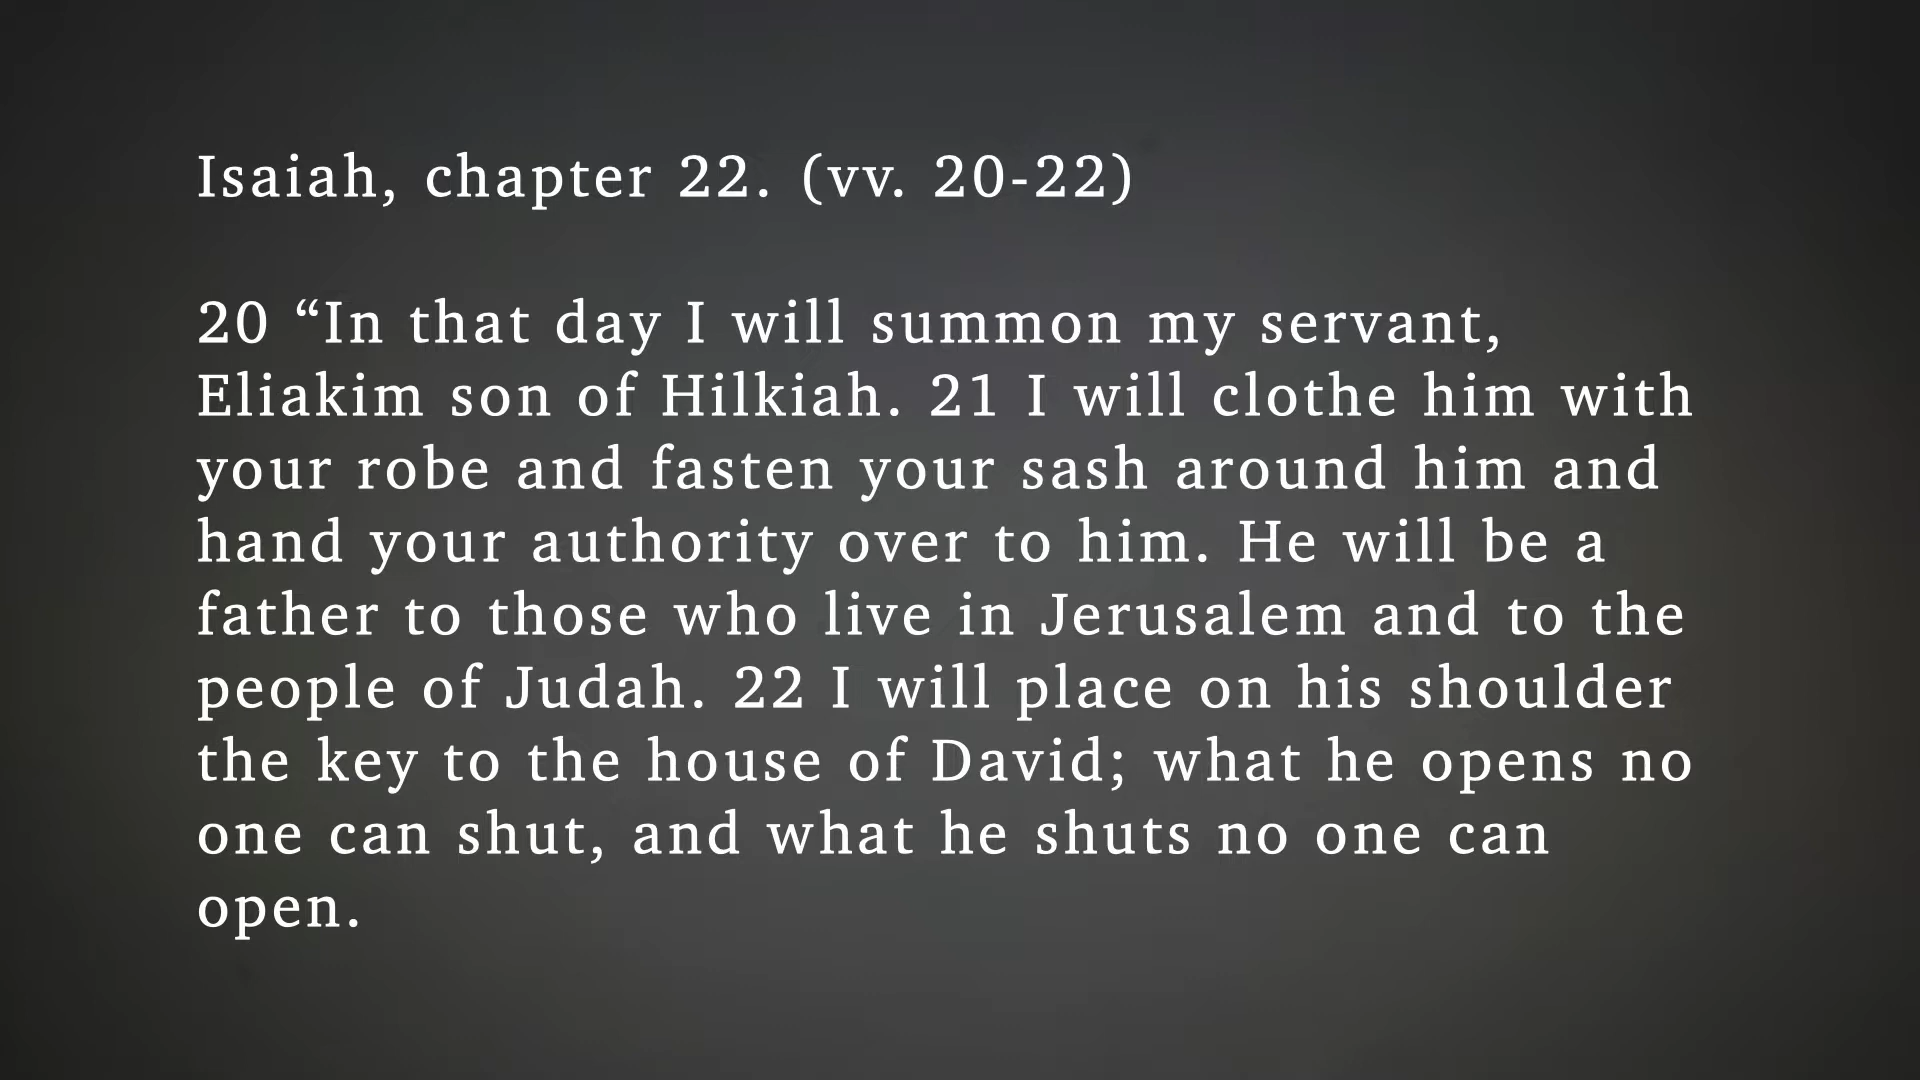 Isaiah, chapter 22. (vv. 20-22)
20 “In that day I will summon my servant,
Eliakim son of Hilkiah. 21 I will clothe him with
your robe and fasten your sash around him and
hand your authority over to him. He will be a
father to those who live in Jerusalem and to the
people of Judah. 22 I will place on his shoulder
the key to the house of David; what he opens no
one can shut, and what he shuts no one can
open.